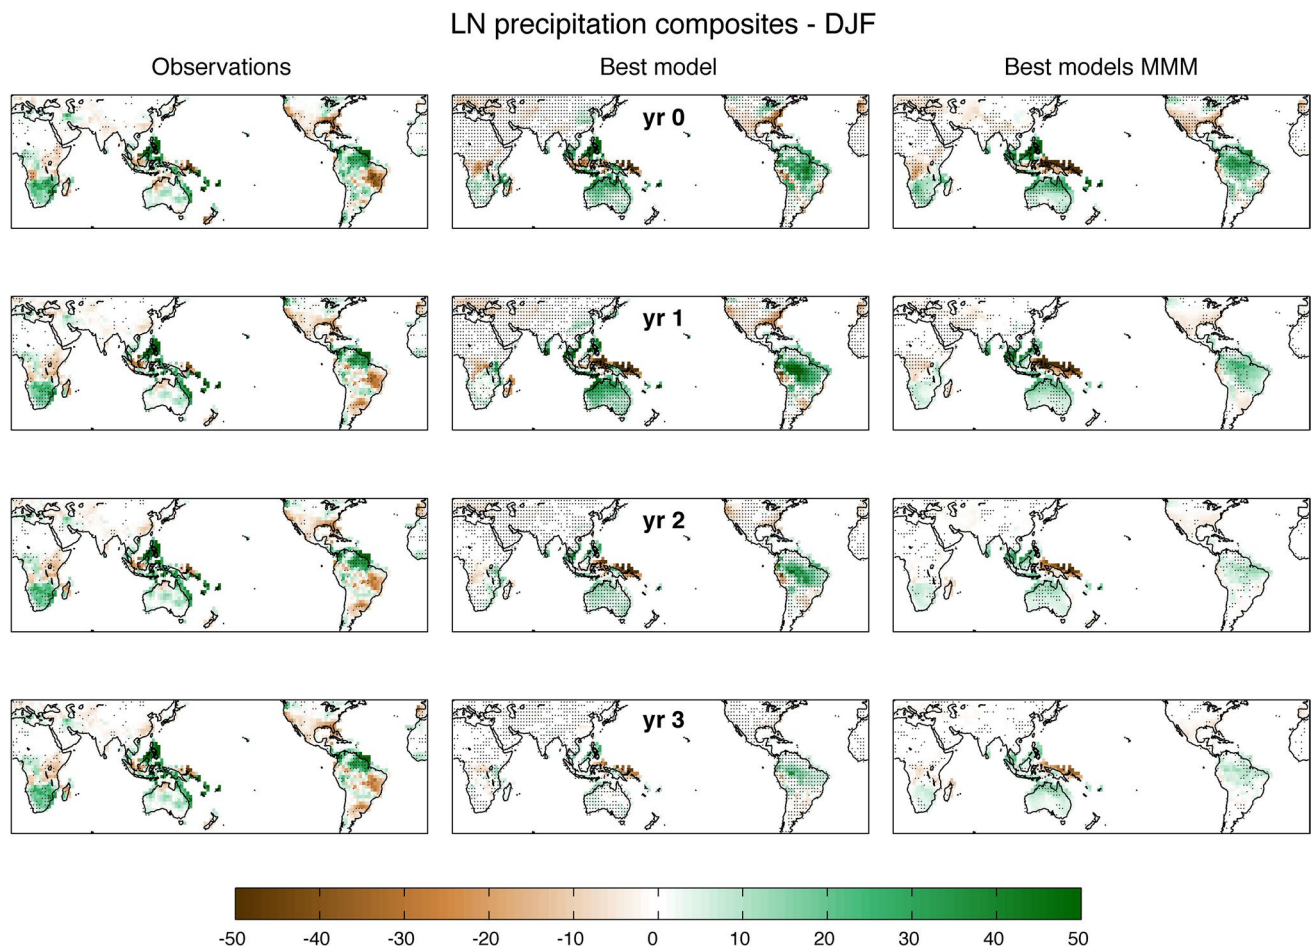 LN precipitation composites - DJF
Observations
Best model
Best models MMM
yr 0
yr 1
yr 2
yr 3
-50 -40 -30 -20 -10 0 10 20 30 40 50